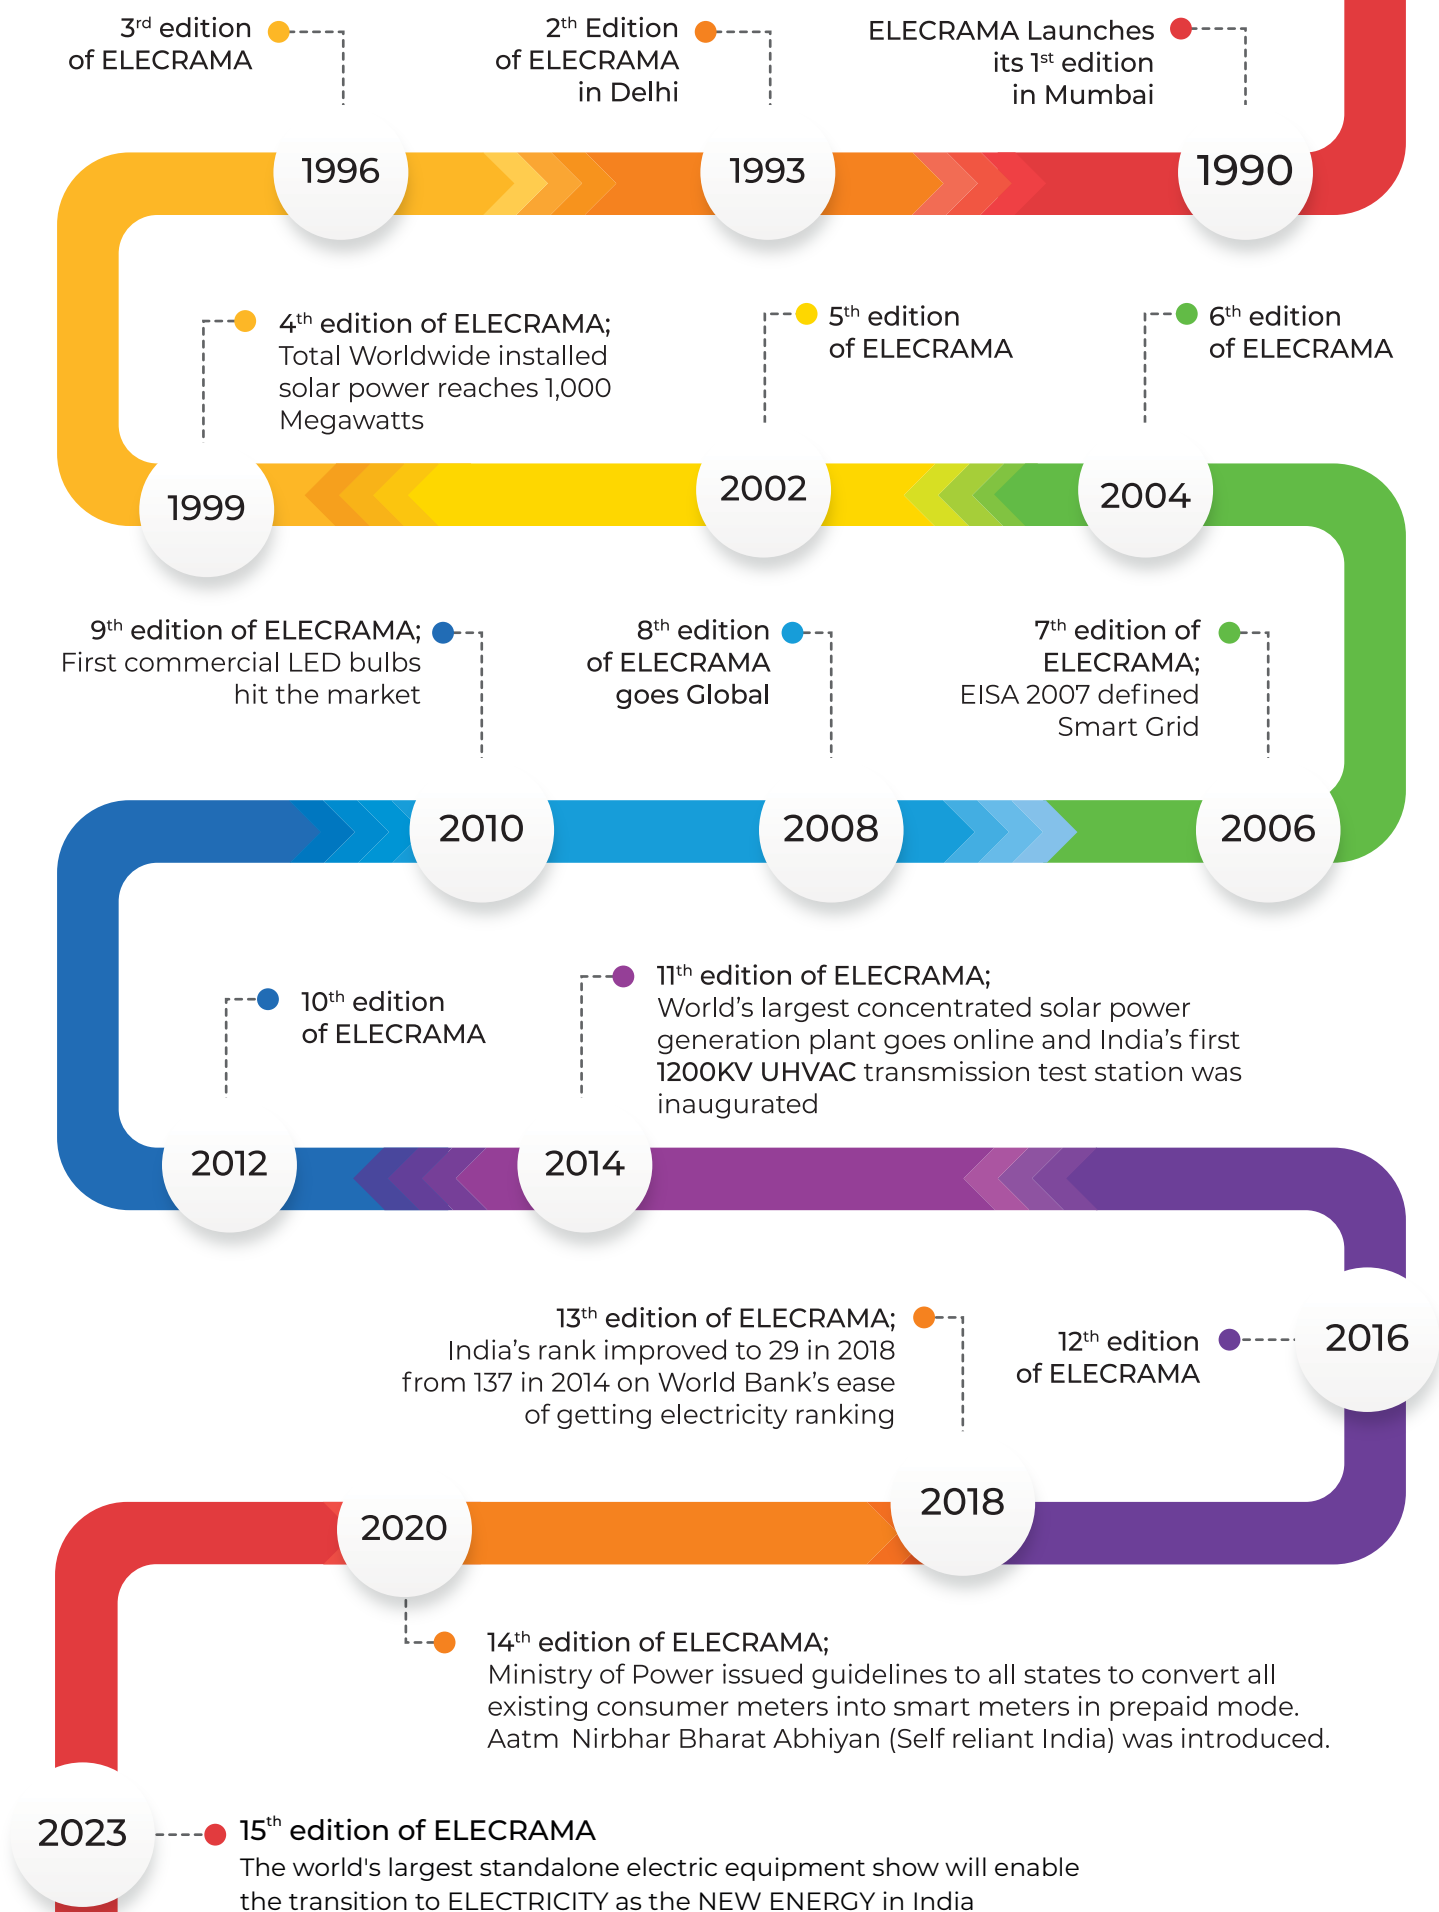 3rd edition
of ELECRAMA
2th Edition
of ELECRAMA
in Delhi
ELECRAMA Launches
its 1st edition
in Mumbai
1996
1993
1990
4th edition of ELECRAMA;
Total Worldwide installed
solar power reaches 1,000
Megawatts
5th edition
of ELECRAMA
6th edition
of ELECRAMA
1999
2002
2004
9th edition of ELECRAMA;
First commercial LED bulbs
hit the market
8th edition
of ELECRAMA
goes Global
7th edition of
ELECRAMA;
EISA 2007 defined
Smart Grid
2010
2008
2006
10th edition
of ELECRAMA
11th edition of ELECRAMA;
World's largest concentrated solar power
generation plant goes online and India's first
1200KV UHVAC transmission test station was
inaugurated
2012
2014
13th edition of ELECRAMA;
India's rank improved to 29 in 2018
from 137 in 2014 on World Bank's ease
of getting electricity ranking
12th edition
of ELECRAMA
2016
2018
2020
14th edition of ELECRAMA;
Ministry of Power issued guidelines to all states to convert all
existing consumer meters into smart meters in prepaid mode.
Aatm Nirbhar Bharat Abhiyan (Self reliant India) was introduced.
2023
15th edition of ELECRAMA
The world's largest standalone electric equipment show will enable
the transition to ELECTRICITY as the NEW ENERGY in India